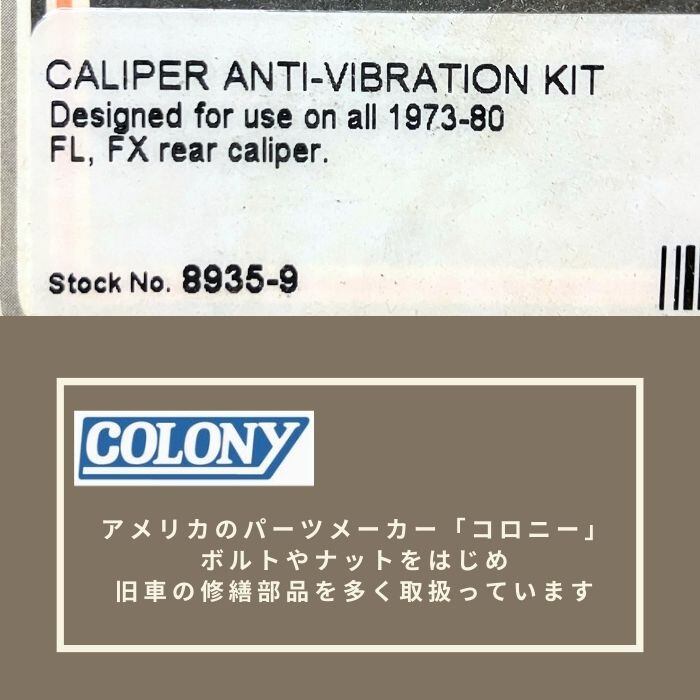 CALIPER ANTI-VIBRATION KIT
Designed for use on all 1973-80
FL, FX rear caliper.
Stock No. 8935-9
COLONY
アメリカのパーツメーカー「コロニー」
ボルトやナットをはじめ
旧車の修繕部品を多く取扱っています